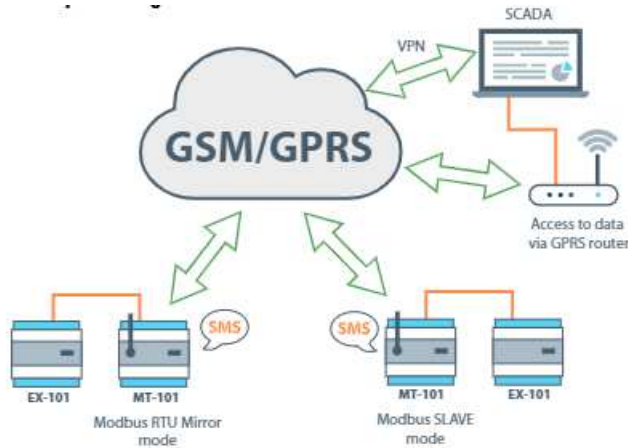 SCADA
VPN
GSM/GPRS
Access to data
via GPRS router
SMS
SMS
EX-101
MT-101
MT-101
EX-101
Modbus RTU Mirror
mode
Modbus SLAVE
mode